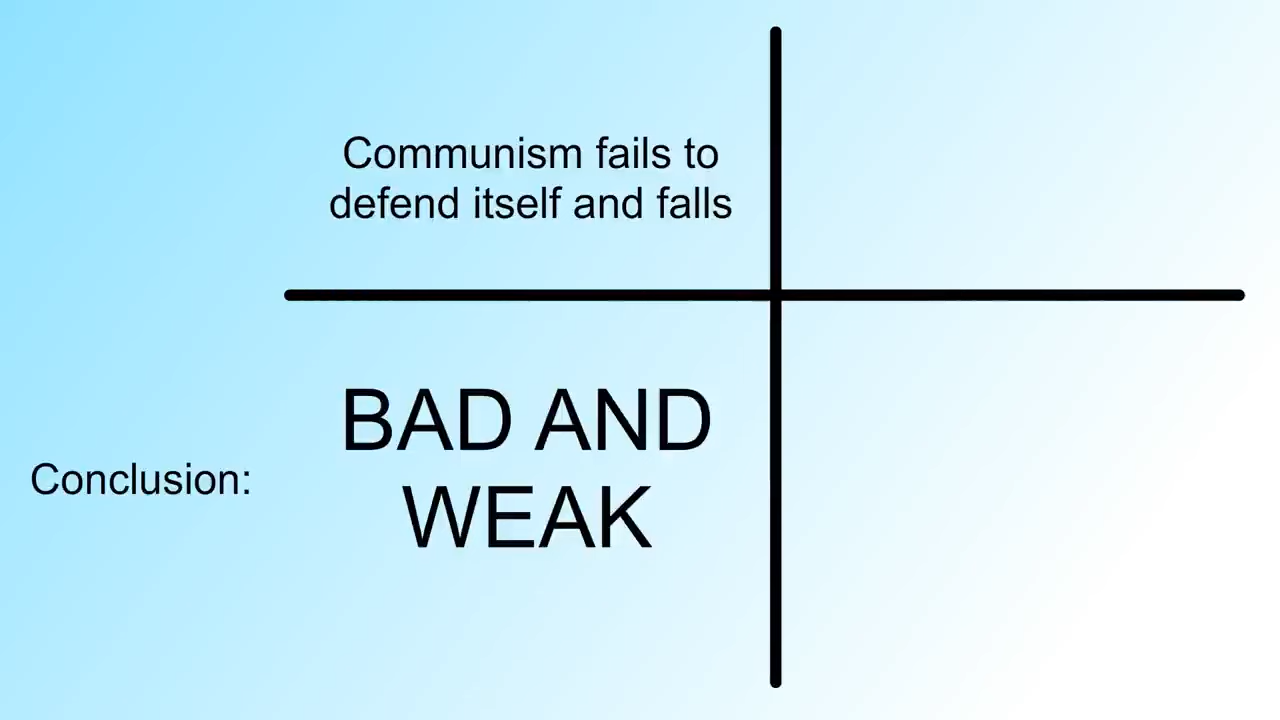 Communism fails to
defend itself and falls
Conclusion:
BAD AND
WEAK